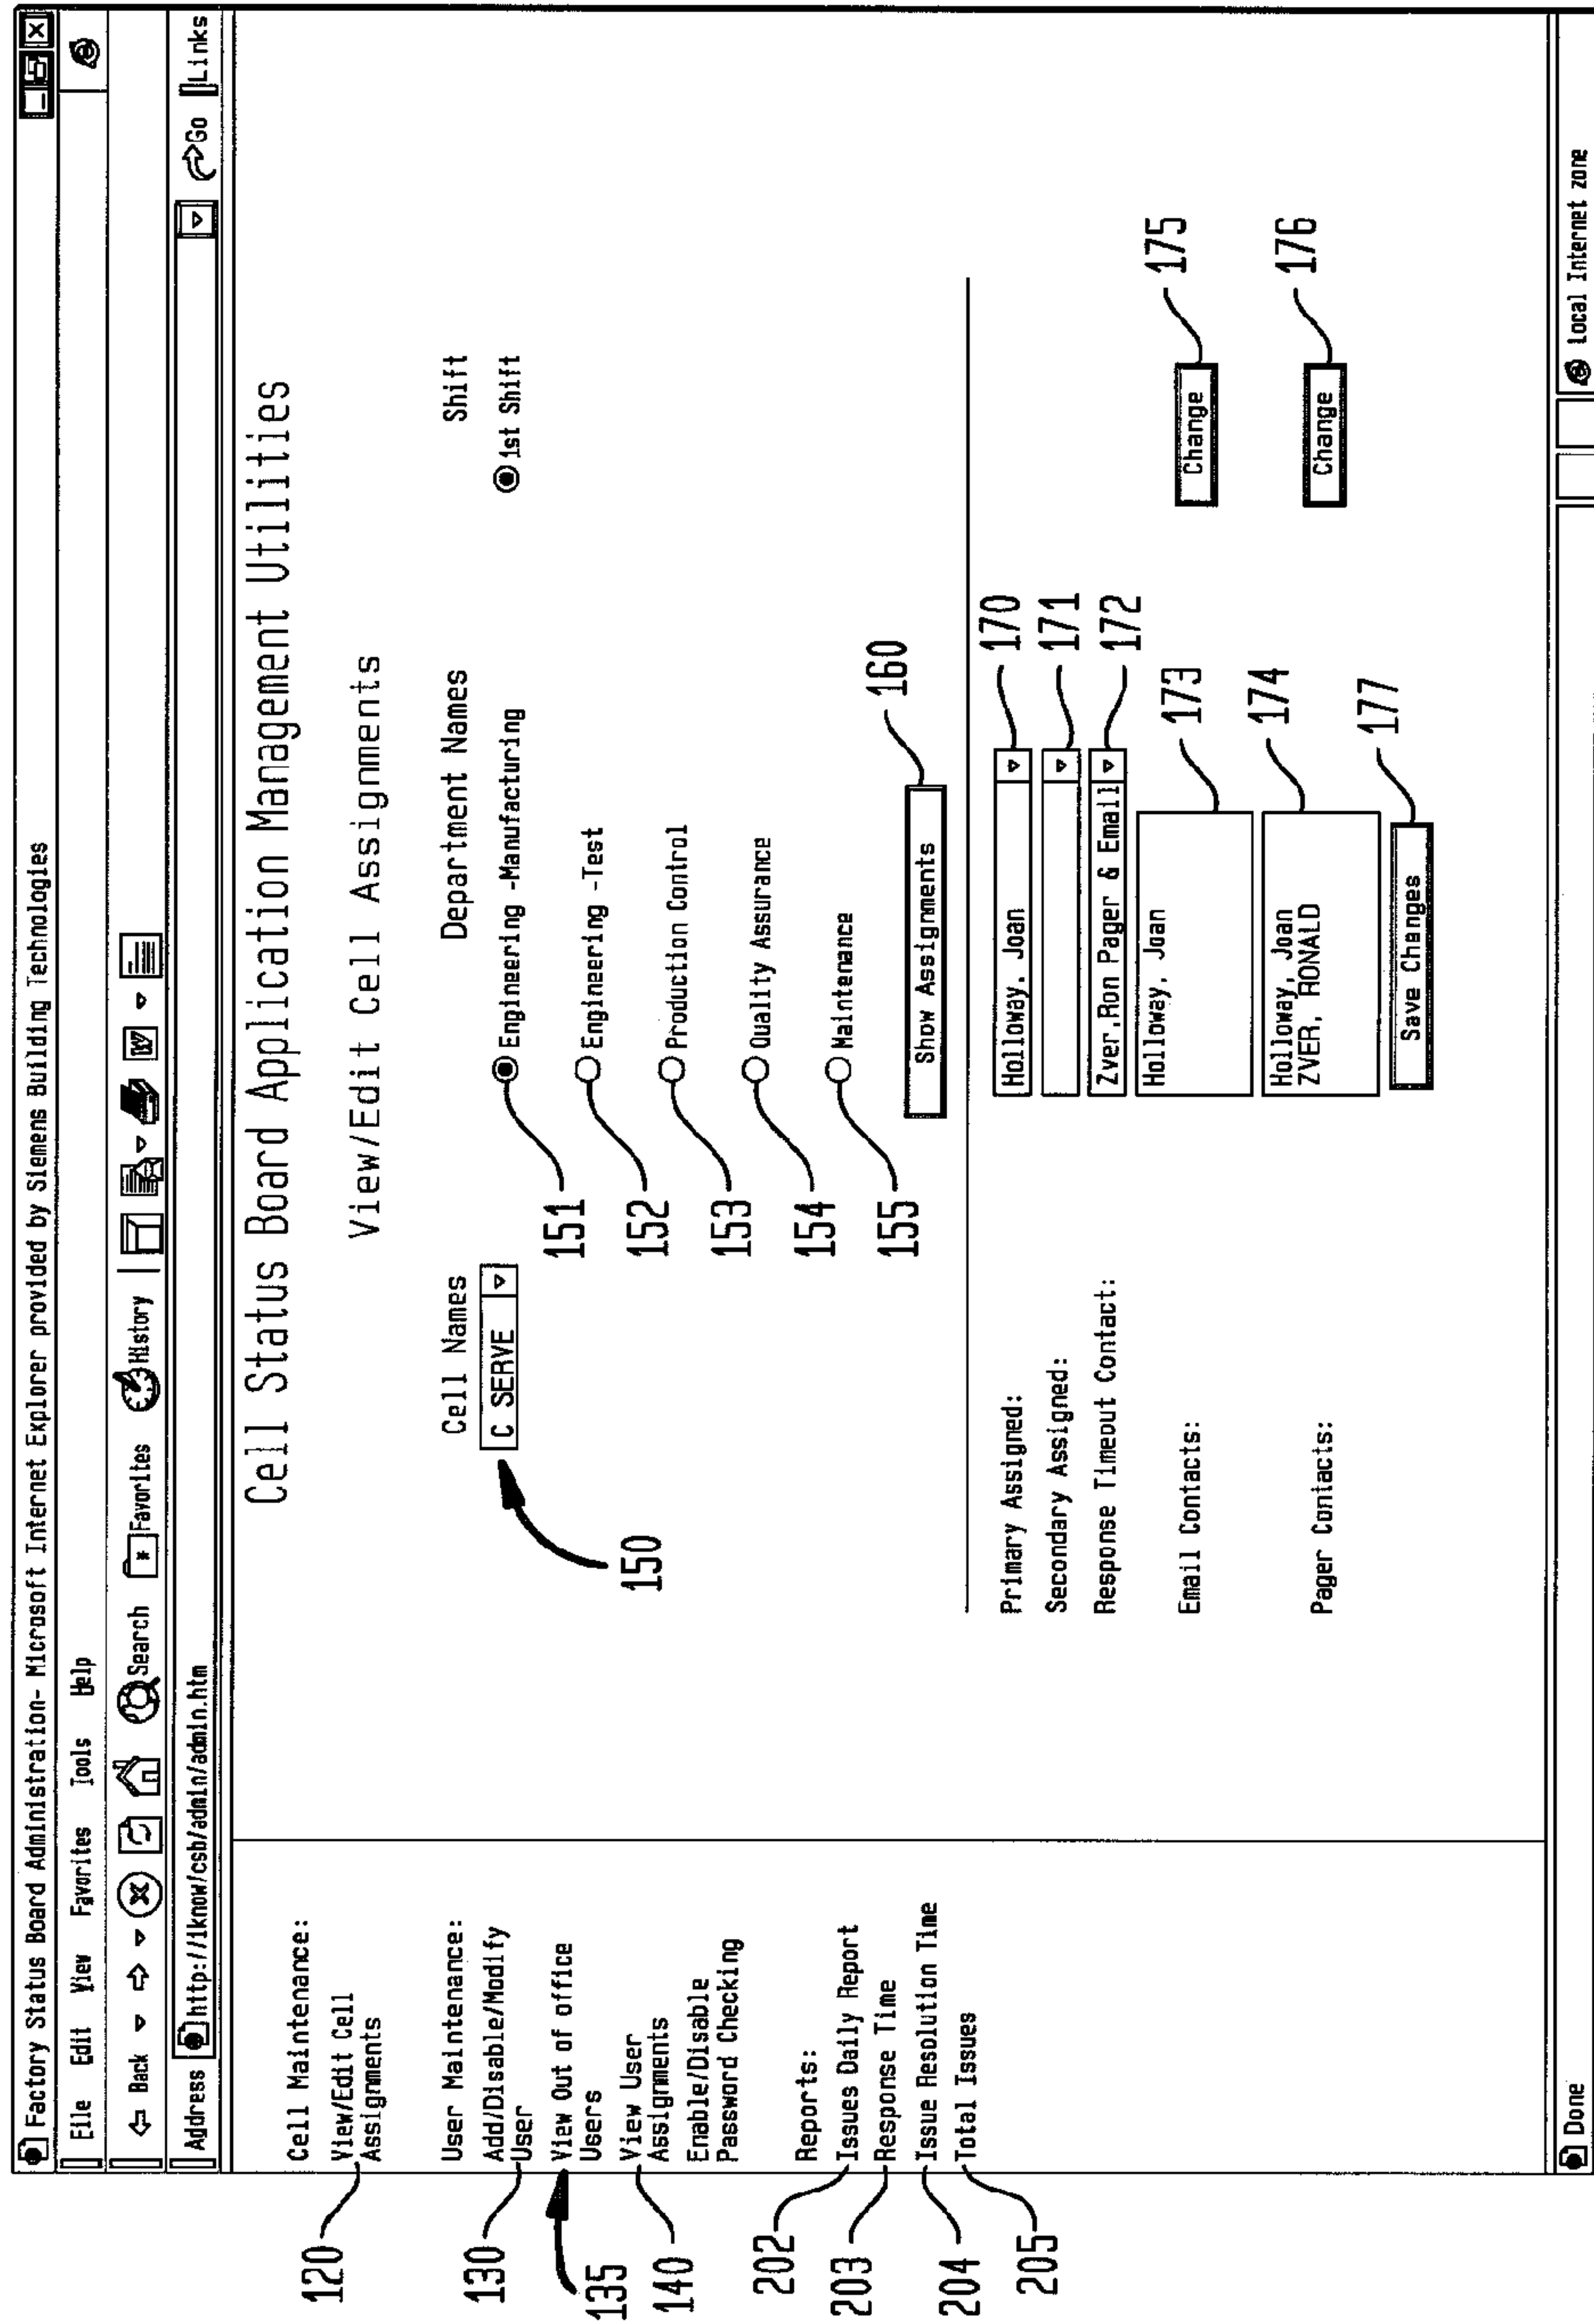 Factory Status Board Administration- Microsoft Internet Explorer provided by Siemens Building Technologies
File Edit View Favorites Tools Help
Back Search Favorites History
Address http://1know/csb/admin/admin.htm Go Links
Cell Status Board Application Management Utilities
View/Edit Cell Assignments
Cell Maintenance:
120 View/Edit Cell
Assignments
User Maintenance:
130 Add/Disable/Modify
User
135 View Out of office
Users
140 View User
Assignments
Enable/Disable
Password Checking
Reports:
202 Issues Daily Report
203 Response Time
204 Issue Resolution Time
205 Total Issues
Cell Names Department Names Shift
C SERVE Engineering -Manufacturing 1st Shift
150
151
Engineering -Test
152
Production Control
153
Quality Assurance
154
Maintenance
155
Show Assignments 160
Primary Assigned: Holloway, Joan 170
Secondary Assigned: 171
Response Timeout Contact: Zver,Ron Pager & Email 172
Email Contacts: Holloway, Joan 173 Change 175
Pager Contacts: Holloway, Joan 174 Change 176
ZVER, RONALD
Save Changes 177
Done Local Internet zone